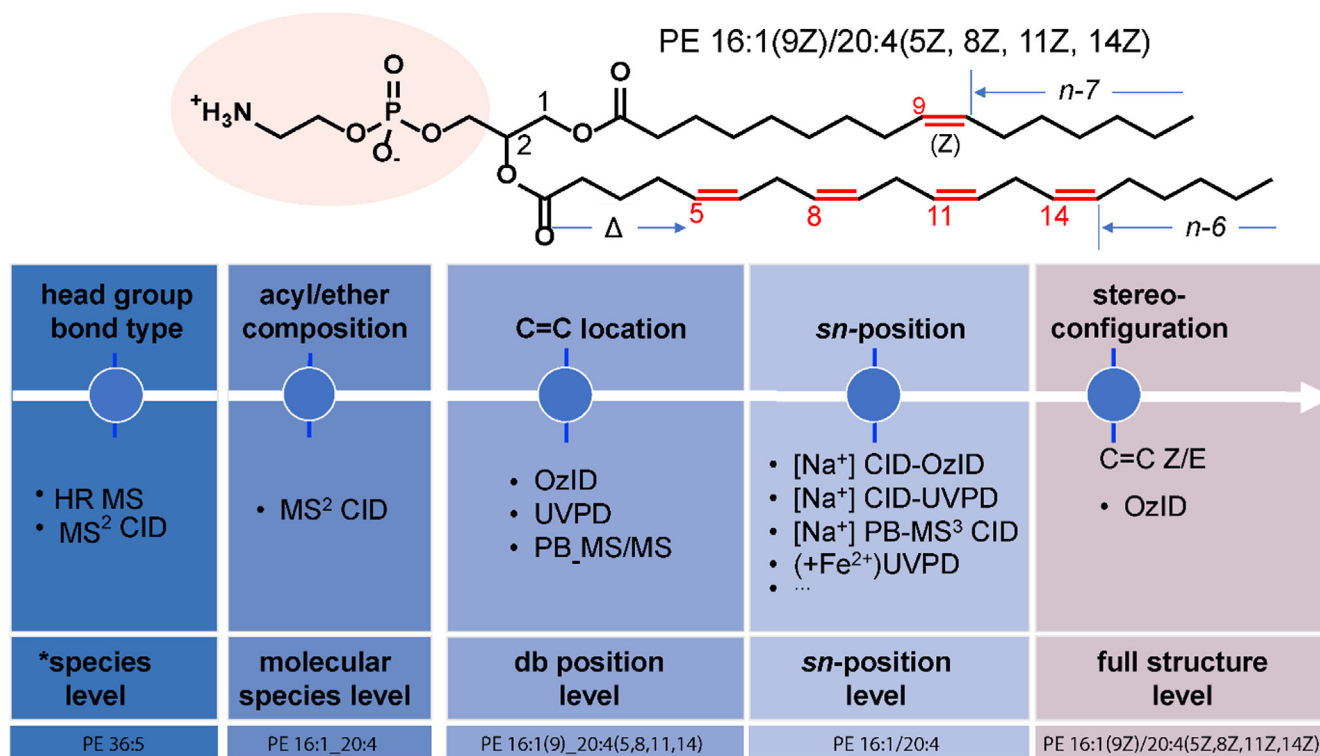 PE 16:1(9Z)/20:4(5Z, 8Z, 11Z, 14Z)
O
O
n-7
+H3N
O
P
O
1
9
O-
2
O
(Z)
O
O
Δ
5
8
11
14
n-6
head group
bond type
acyl/ether
composition
C=C location
sn-position
stereo-
configuration
• HR MS
• MS² CID
• MS² CID
• OzID
• UVPD
• PB_MS/MS
• [Na⁺] CID-OzID
• [Na⁺] CID-UVPD
• [Na⁺] PB-MS³ CID
• (+Fe²⁺)UVPD
• ...
C=C Z/E
• OzID
*species
level
molecular
species level
db position
level
sn-position
level
full structure
level
PE 36:5
PE 16:1_20:4
PE 16:1(9)_20:4(5,8,11,14)
PE 16:1/20:4
PE 16:1(9Z)/20:4(5Z,8Z,11Z,14Z)